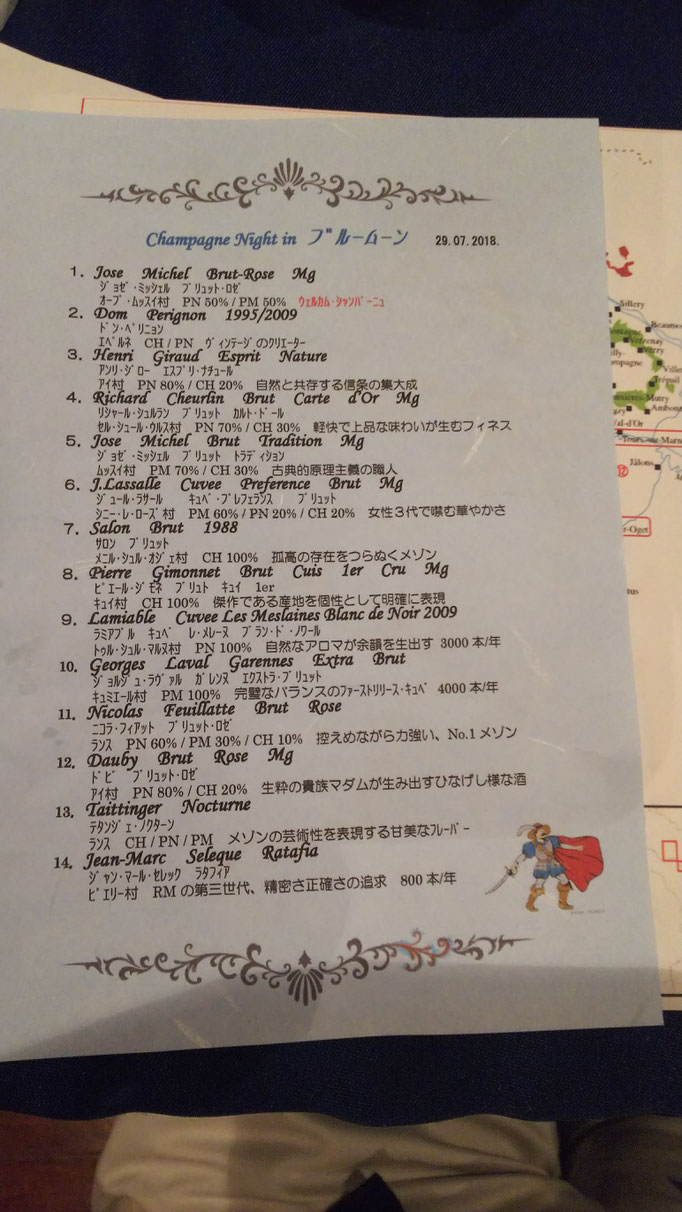 Champagne Night in ブルームーン 29.07.2018.
1. Jose Michel Brut-Rose Mg
ジョゼ・ミッシェル ブリュット・ロゼ
オーブ・ムッスイ村 PN 50% / PM 50% ウェルカム・シャンパーニュ
2. Dom Perignon 1995/2009
ドン・ペリニョン
エペルネ CH / PN ヴィンテージのクリエーター
3. Henri Giraud Esprit Nature
アンリ・ジロー エスプリ・ナチュール
アイ村 PN 80% / CH 20% 自然と共存する信条の集大成
4. Richard Cheurlin Brut Carte d'Or Mg
リシャール・シュルラン ブリュット カルト・ドール
セル・シュール・ウルス村 PN 70% / CH 30% 軽快で上品な味わいが生むフィネス
5. Jose Michel Brut Tradition Mg
ジョゼ・ミッシェル ブリュット トラディション
ムッスイ村 PM 70% / CH 30% 古典的原理主義の職人
6. J.Lassalle Cuvee Preference Brut Mg
ジュール・ラサール キュベ・プレフェランス ブリュット
シニー・レ・ローズ村 PM 60% / PN 20% / CH 20% 女性3代で噤む華やかさ
7. Salon Brut 1988
サロン ブリュット
メニル・シュル・オジェ村 CH 100% 孤高の存在をつらぬくメゾン
8. Pierre Gimonnet Brut Cuis 1er Cru Mg
ピエール・ジモネ ブリュト キュイ 1er
キュイ村 CH 100% 傑作である産地を個性として明確に表現
9. Lamiable Cuvee Les Meslaines Blanc de Noir 2009
ラミアブル キュベ レ・メレーヌ ブラン・ド・ノワール
トゥル・シュル・マルヌ村 PN 100% 自然なアロマが余韻を生出す 3000本/年
10. Georges Laval Garennes Extra Brut
ジョルジュ・ラヴァル ガレンヌ エクストラ・ブリュット
キュミエール村 PM 100% 完璧なバランスのファーストリリース・キュベ 4000本/年
11. Nicolas Feuillatte Brut Rose
ニコラ・フィアット ブリュット・ロゼ
ランス PN 60% / PM 30% / CH 10% 控えめながら力強い、No.1メゾン
12. Dauby Brut Rose Mg
ドビ ブリュット・ロゼ
アイ村 PN 80% / CH 20% 生粋の貴族マダムが生み出すひなげし様な酒
13. Taittinger Nocturne
テタンジェ・ノクターン
ランス CH / PN / PM メゾンの芸術性を表現する甘美なフレーバー
14. Jean-Marc Seleque Ratafia
ジャン・マール・セレック ラタフィア
ピエリー村 RMの第三世代、精密さ正確さの追求 800本/年
Sillery
Verzenay
Verzy
Trépail
Tours-sur-Marne
Jâlons